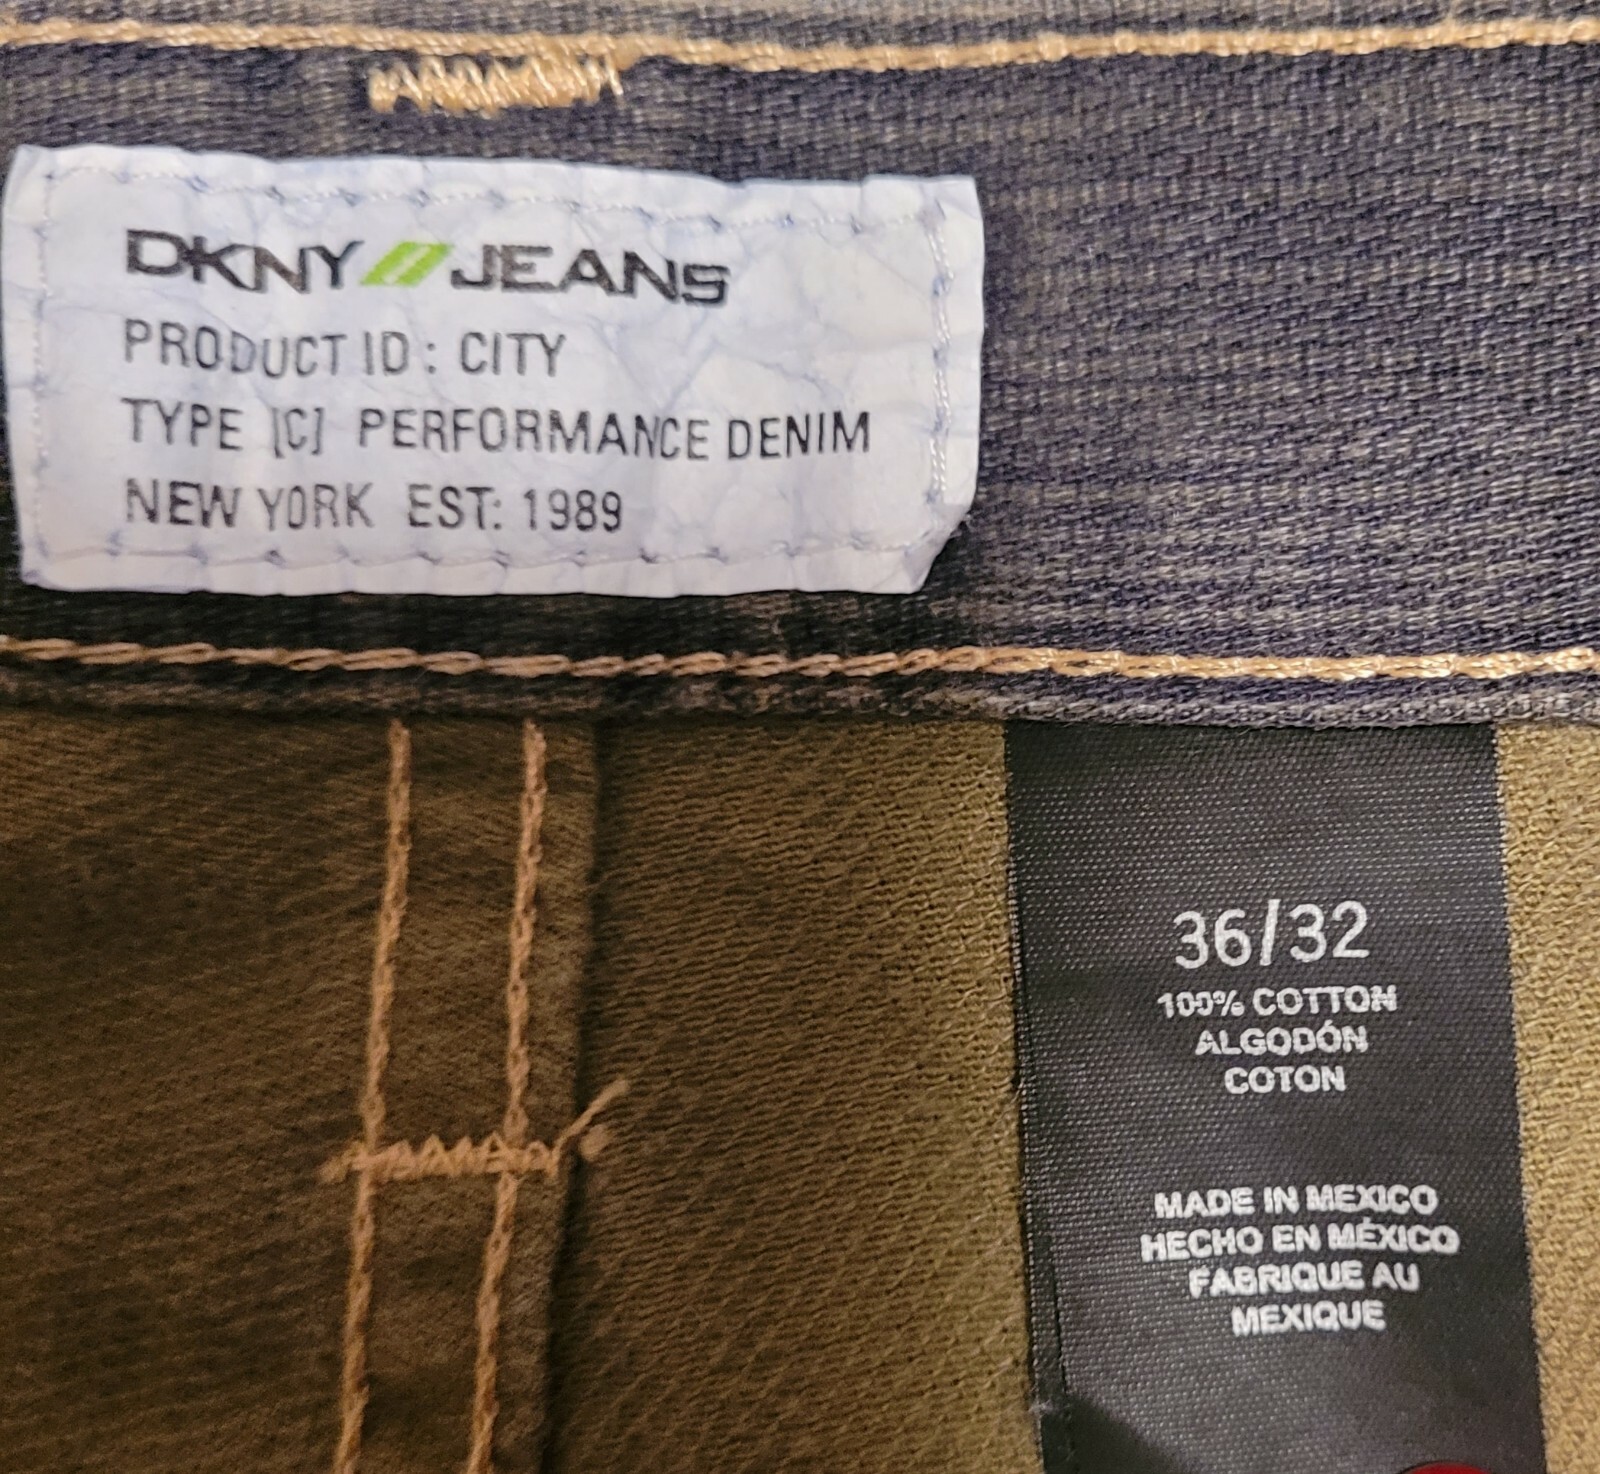 DKNY JEANS
PRODUCT ID: CITY
TYPE [C] PERFORMANCE DENIM
NEW YORK EST: 1989
36/32
100% COTTON
ALGODÓN
COTON
MADE IN MEXICO
HECHO EN MÉXICO
FABRIQUE AU
MEXIQUE